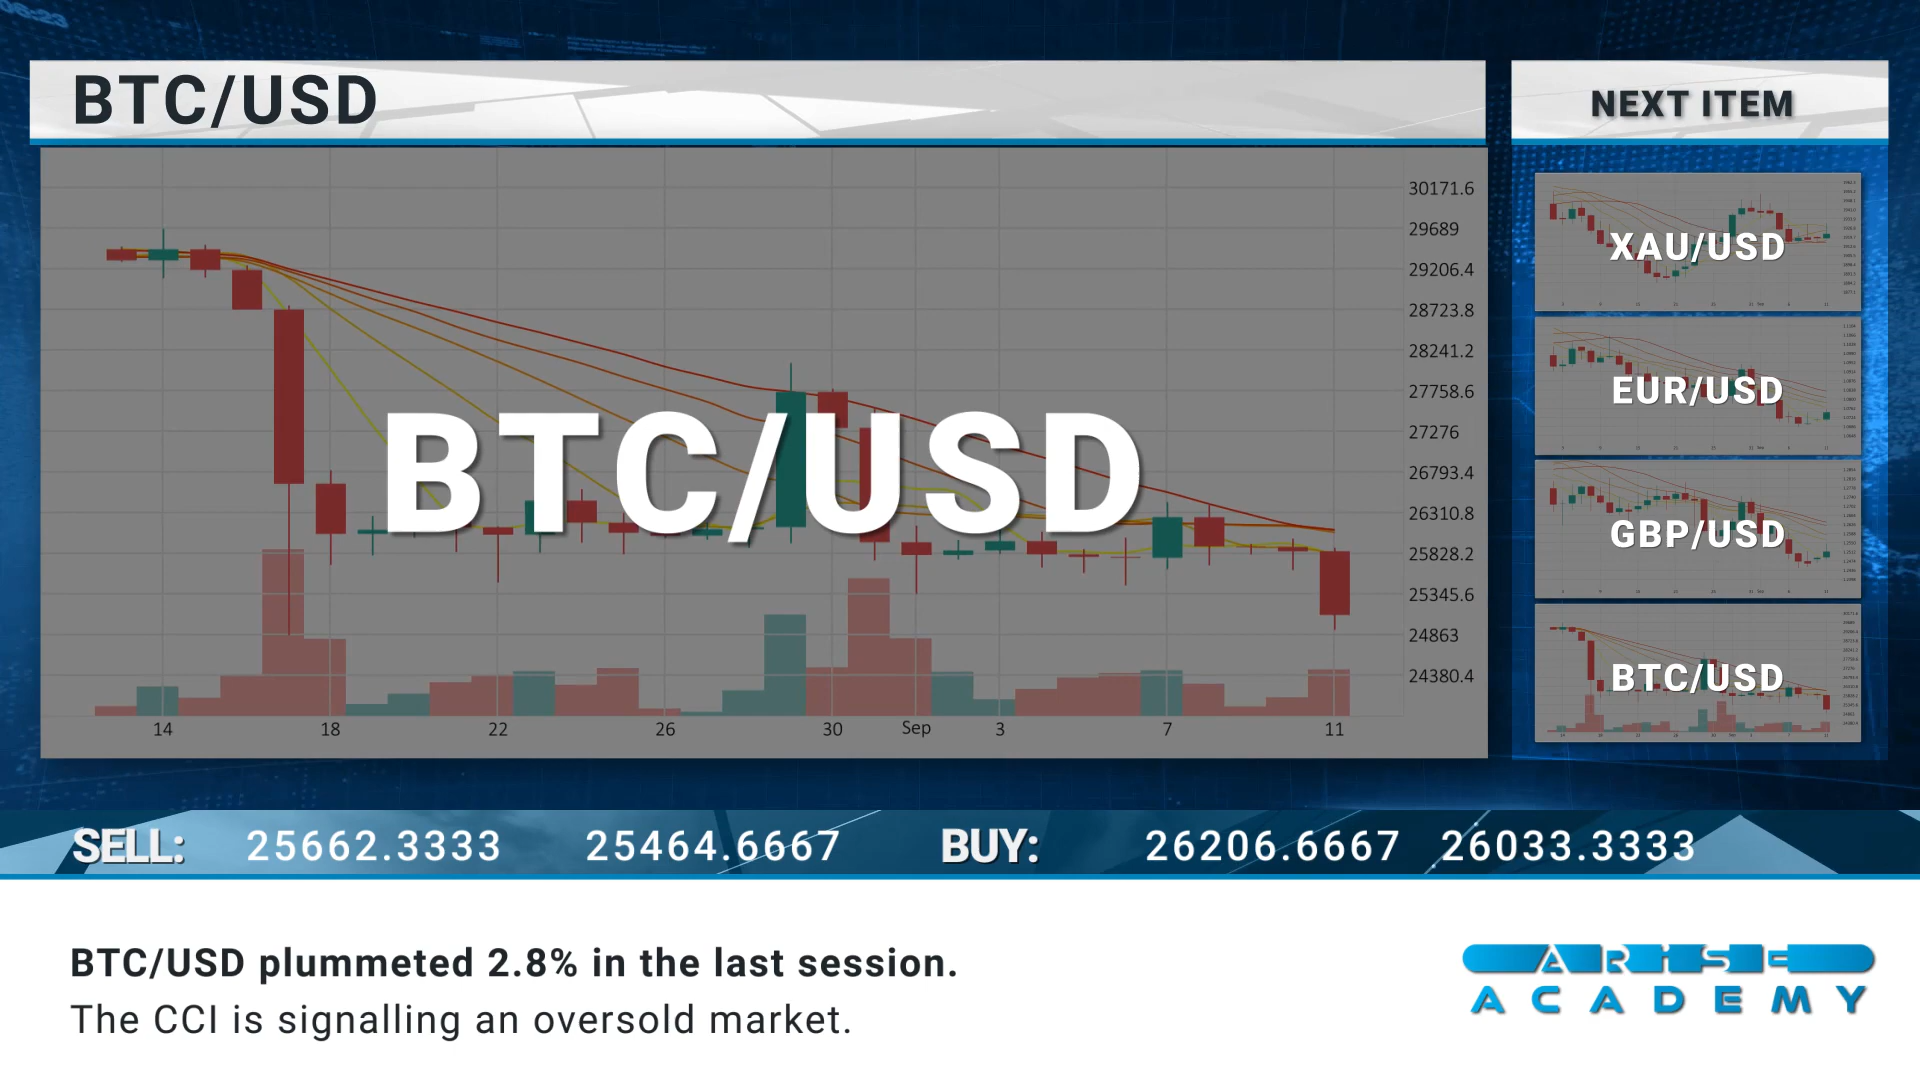 06:23
BTC/USD
NEXT ITEM
30171.6
29689
29206.4
28723.8
28241.2
27758.6
27276
26793.4
26310.8
25828.2
25345.6
24863
24380.4
14 18 22 26 30 Sep 3 7 11
BTC/USD
XAU/USD
EUR/USD
GBP/USD
BTC/USD
SELL: 25662.3333 25464.6667 BUY: 26206.6667 26033.3333
BTC/USD plummeted 2.8% in the last session.
The CCI is signalling an oversold market.
ARISE
ACADEMY